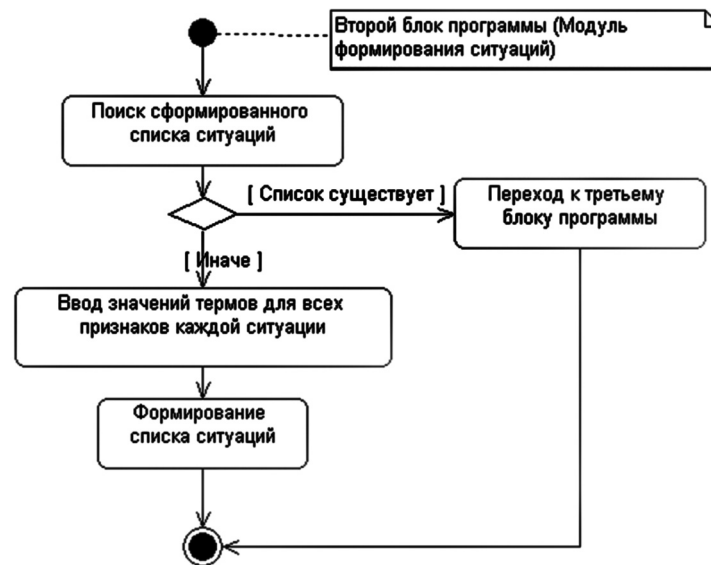 Второй блок программы (Модуль
формирования ситуаций)
Поиск сформированного
списка ситуаций
[ Список существует ]
Переход к третьему
блоку программы
[ Иначе ]
Ввод значений термов для всех
признаков каждой ситуации
Формирование
списка ситуаций